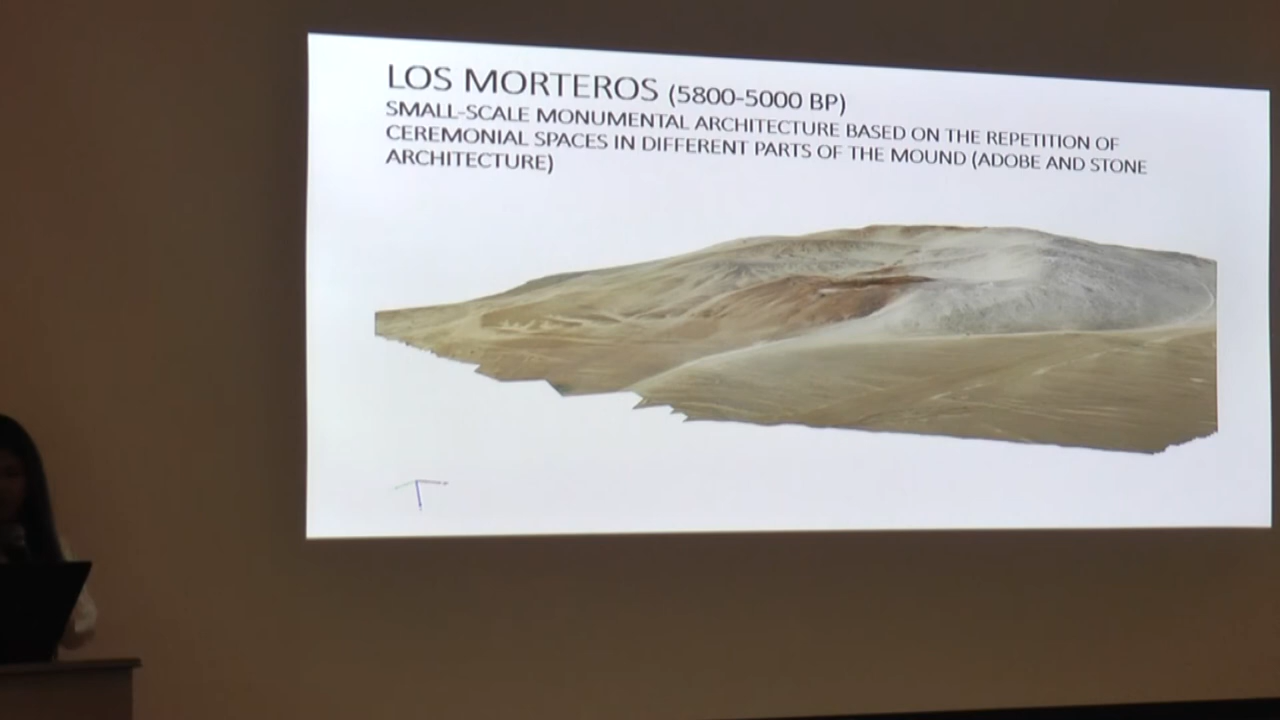 LOS MORTEROS (5800-5000 BP)
SMALL-SCALE MONUMENTAL ARCHITECTURE BASED ON THE REPETITION OF
CEREMONIAL SPACES IN DIFFERENT PARTS OF THE MOUND (ADOBE AND STONE
ARCHITECTURE)